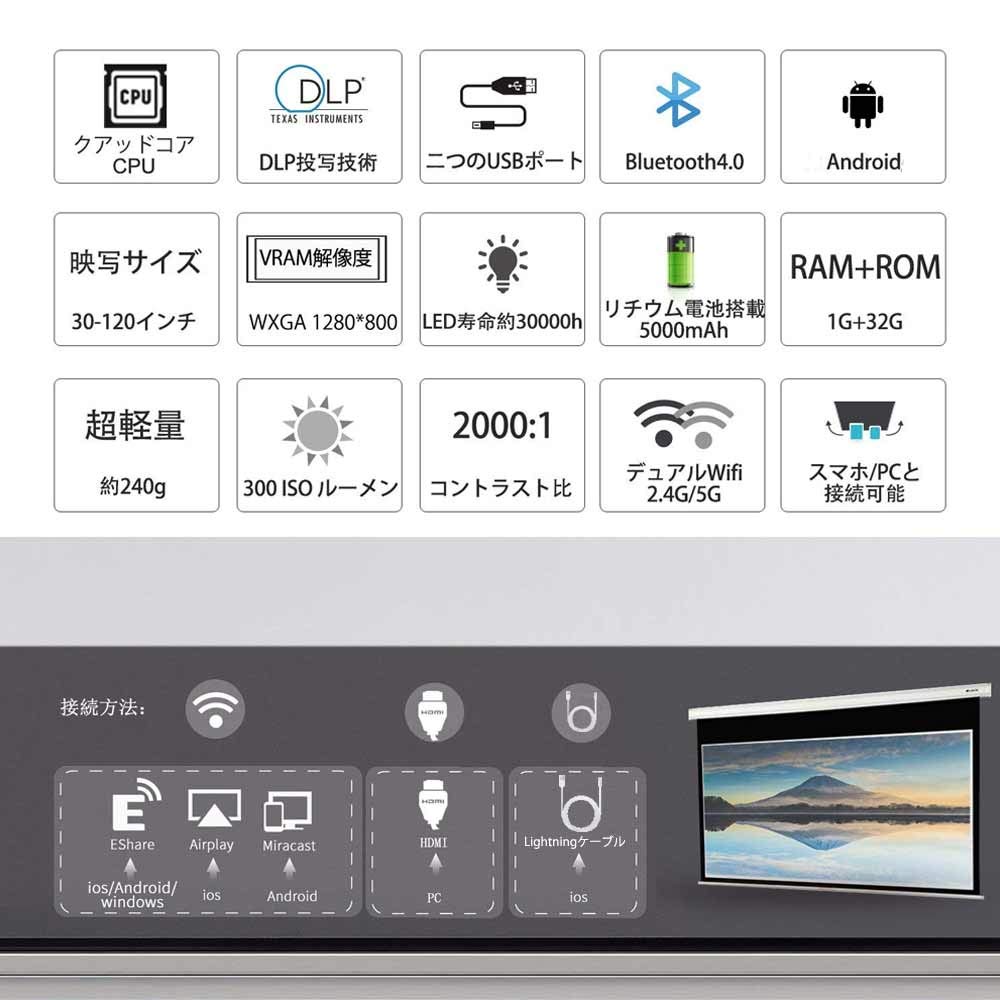 CPU
クアッドコア
CPU
DLP®
TEXAS INSTRUMENTS
DLP投写技術
二つのUSBポート
Bluetooth4.0
Android
映写サイズ
30-120インチ
VRAM解像度
WXGA 1280*800
LED寿命約30000h
リチウム電池搭載
5000mAh
RAM+ROM
1G+32G
超軽量
約240g
300 ISO ルーメン
2000:1
コントラスト比
デュアルWifi
2.4G/5G
スマホ/PCと
接続可能
接続方法:
HDMI
E
EShare
ios/Android/
windows
Airplay
ios
Miracast
Android
HDMI
HDMI
PC
Lightningケーブル
ios